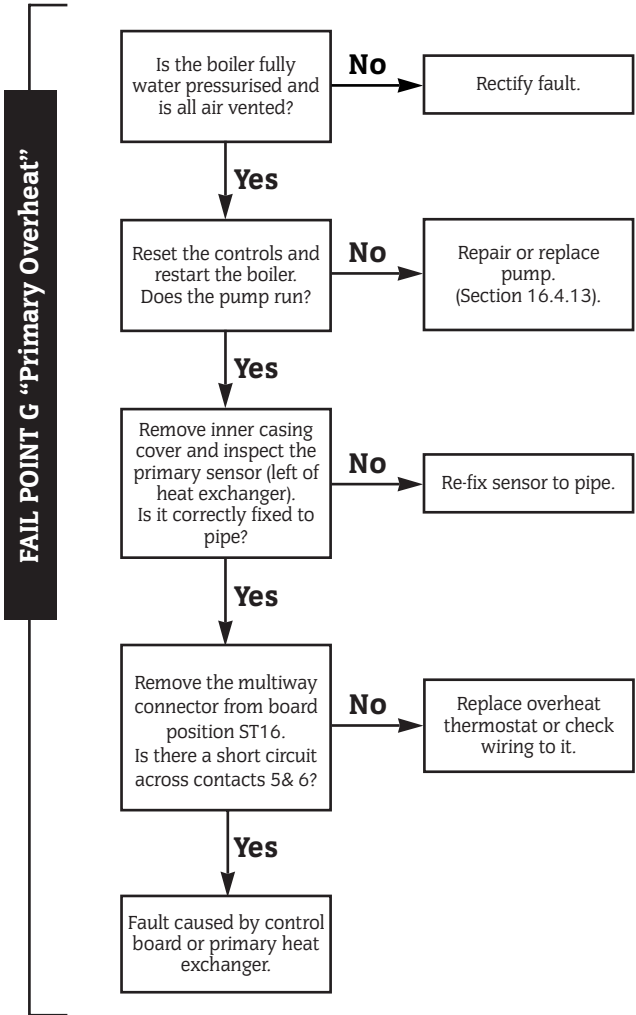 FAIL POINT G “Primary Overheat”
Is the boiler fully
water pressurised and
is all air vented?
No
Rectify fault.
Yes
Reset the controls and
restart the boiler.
Does the pump run?
No
Repair or replace
pump.
(Section 16.4.13).
Yes
Remove inner casing
cover and inspect the
primary sensor (left of
heat exchanger).
Is it correctly fixed to
pipe?
No
Re-fix sensor to pipe.
Yes
Remove the multiway
connector from board
position ST16.
Is there a short circuit
across contacts 5& 6?
No
Replace overheat
thermostat or check
wiring to it.
Yes
Fault caused by control
board or primary heat
exchanger.